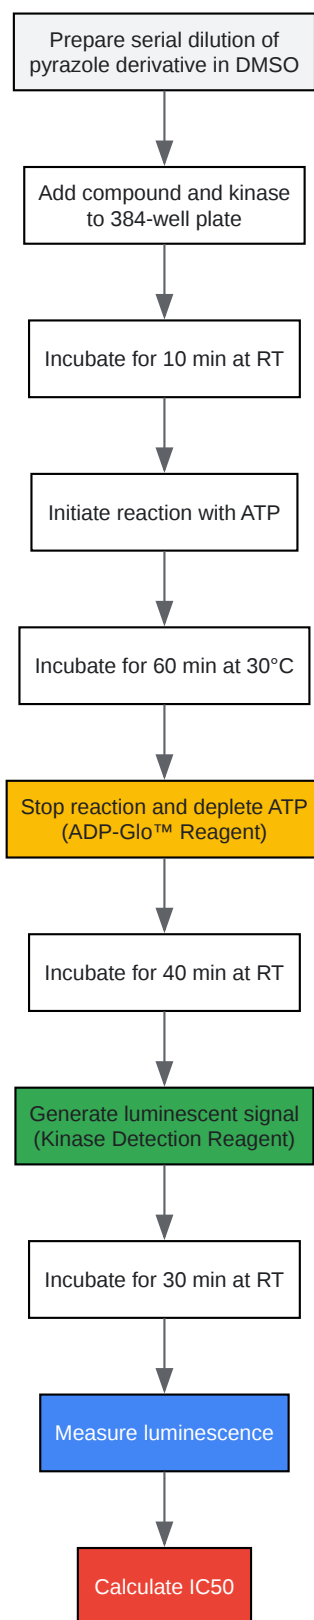 Prepare serial dilution of
pyrazole derivative in DMSO
Add compound and kinase
to 384-well plate
Incubate for 10 min at RT
Initiate reaction with ATP
Incubate for 60 min at 30°C
Stop reaction and deplete ATP
(ADP-Glo™ Reagent)
Incubate for 40 min at RT
Generate luminescent signal
(Kinase Detection Reagent)
Incubate for 30 min at RT
Measure luminescence
Calculate IC50